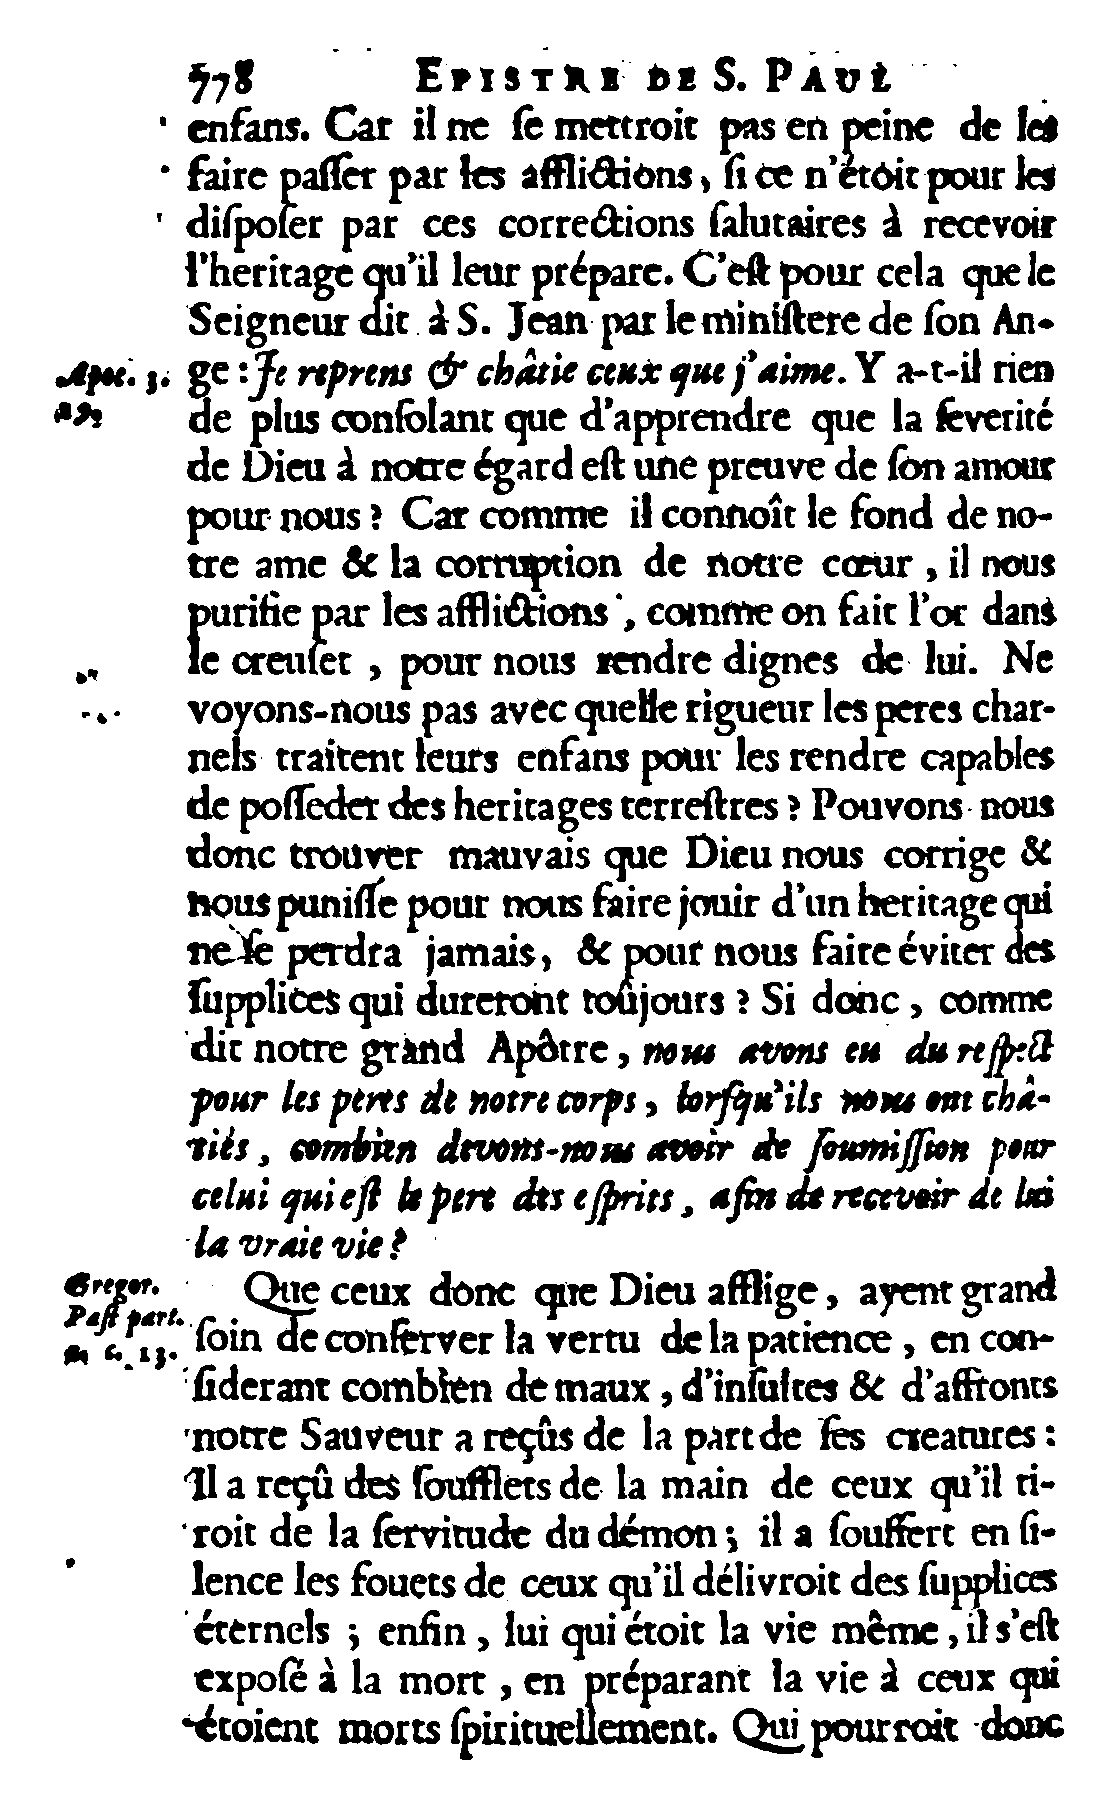 778 EPISTRE DE S. PAUL
enfans. Car il ne ſe mettroit pas en peine de les
faire paſſer par les afflictions, ſi ce n'étoit pour les
diſpoſer par ces corrections ſalutaires à recevoir
l'heritage qu'il leur prépare. C'eſt pour cela que le
Seigneur dit à S. Jean par le miniſtere de ſon An-
Apoc. 3. ge : Je reprens & châtie ceux que j'aime. Y a-t-il rien
19. de plus conſolant que d'apprendre que la ſeverité
de Dieu à notre égard eſt une preuve de ſon amour
pour nous ? Car comme il connoît le fond de no-
tre ame & la corruption de notre cœur, il nous
purifie par les afflictions, comme on fait l'or dans
le creuſet, pour nous rendre dignes de lui. Ne
voyons-nous pas avec quelle rigueur les peres char-
nels traitent leurs enfans pour les rendre capables
de poſſeder des heritages terreſtres ? Pouvons nous
donc trouver mauvais que Dieu nous corrige &
nous puniſſe pour nous faire jouir d'un heritage qui
ne ſe perdra jamais, & pour nous faire éviter des
ſupplices qui dureront toûjours ? Si donc, comme
dit notre grand Apôtre, nous avons eu du reſpect
pour les peres de notre corps, lorſqu'ils nous ont châ-
tiés, combien devons-nous avoir de ſoumiſſion pour
celui qui eſt le pere des eſprits, afin de recevoir de lui
la vraie vie ?
Gregor. Que ceux donc que Dieu afflige, ayent grand
Paſt part. ſoin de conſerver la vertu de la patience, en con-
c. 13. ſiderant combien de maux, d'inſultes & d'affronts
notre Sauveur a reçûs de la part de ſes creatures :
Il a reçû des ſoufflets de la main de ceux qu'il ti-
roit de la ſervitude du démon ; il a ſouffert en ſi-
lence les fouets de ceux qu'il délivroit des ſupplices
éternels ; enfin, lui qui étoit la vie même, il s'eſt
expoſé à la mort, en préparant la vie à ceux qui
étoient morts ſpirituellement. Qui pourroit donc